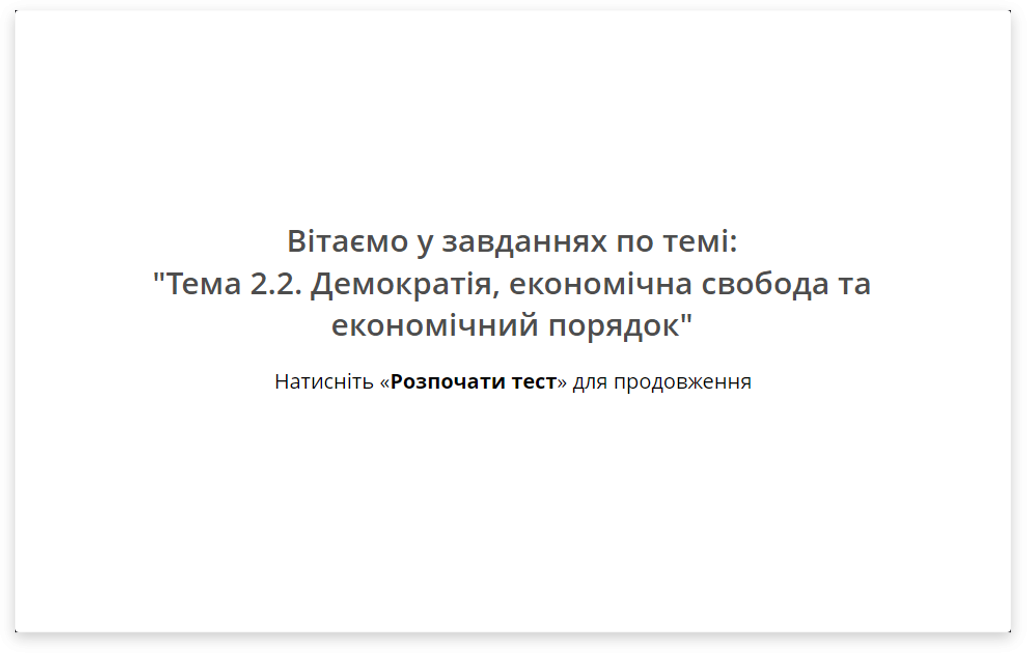 Вітаємо у завданнях по темі:
"Тема 2.2. Демократія, економічна свобода та
економічний порядок"
Натисніть «Розпочати тест» для продовження